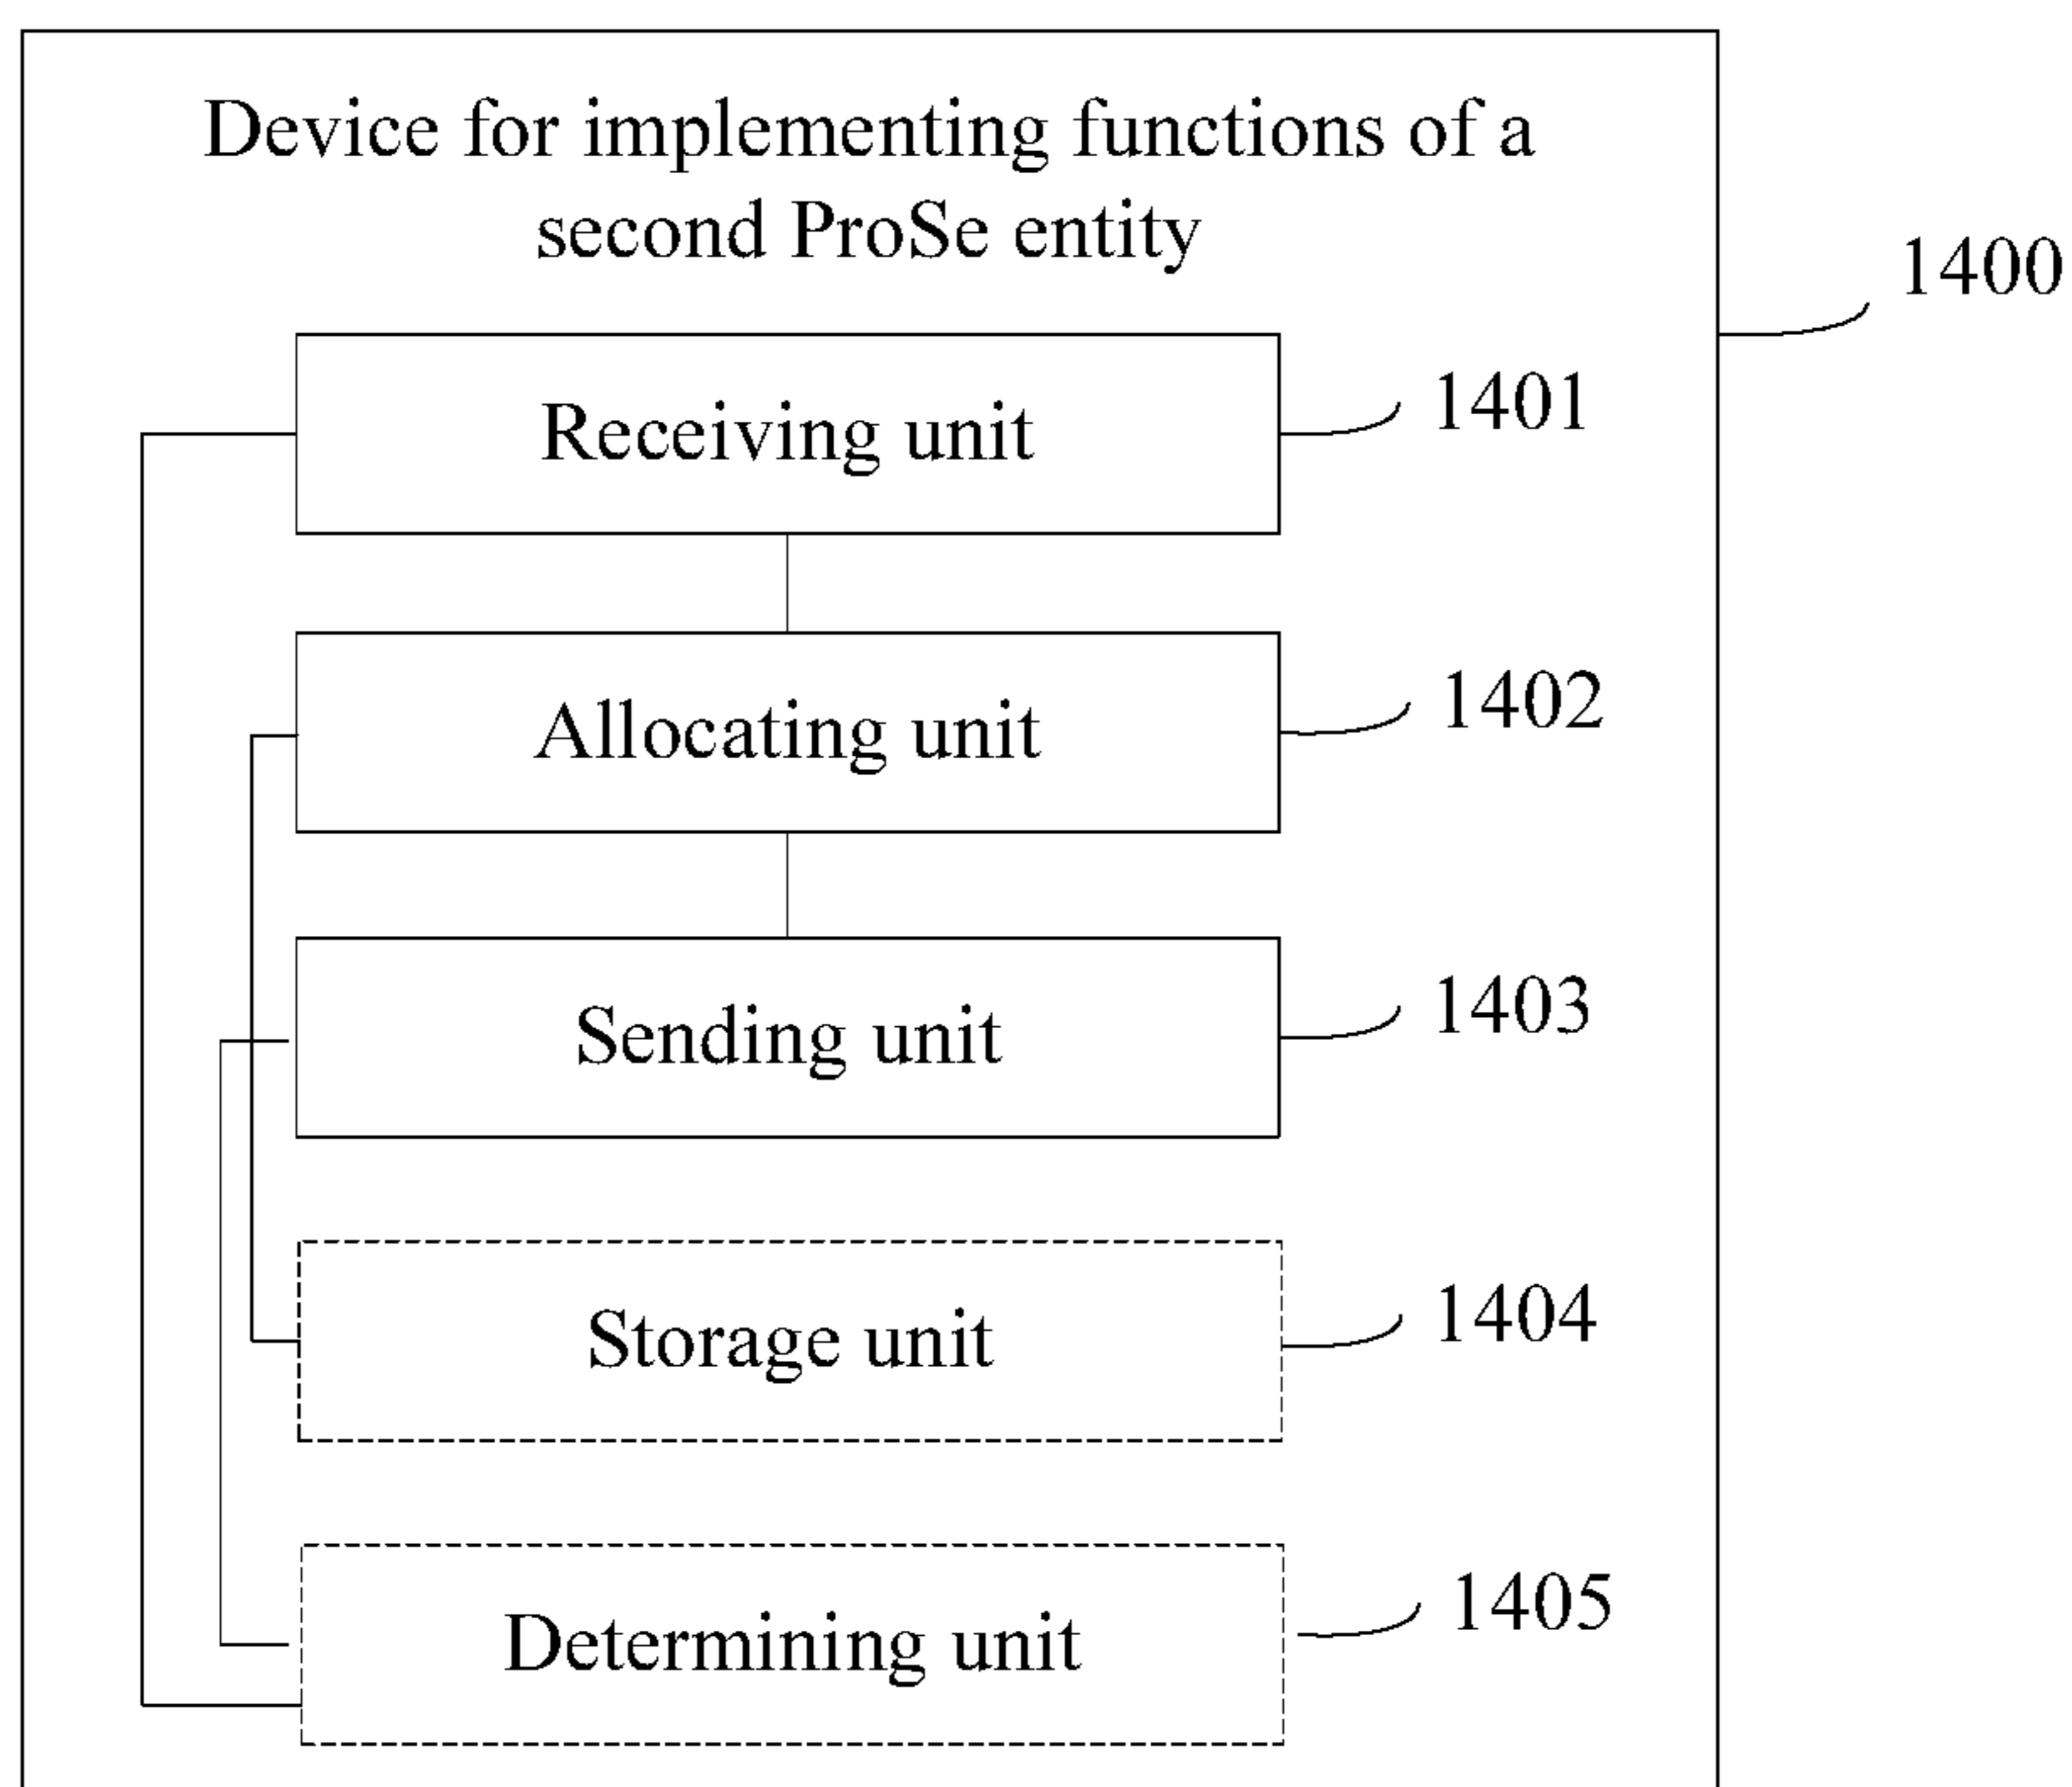 Device for implementing functions of a
second ProSe entity
1400
Receiving unit
1401
Allocating unit
1402
Sending unit
1403
Storage unit
1404
Determining unit
1405